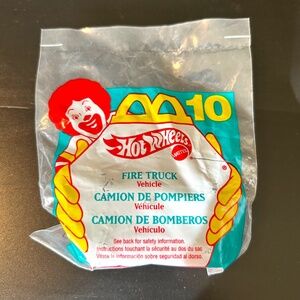 10
Hot Wheels
MATTEL
FIRE TRUCK
Vehicle
CAMION DE POMPIERS
Véhicule
CAMION DE BOMBEROS
Vehículo
See back for safety information.
Instructions touchant la sécurité au dos du sac.
Véase la información sobre seguridad al dorso.